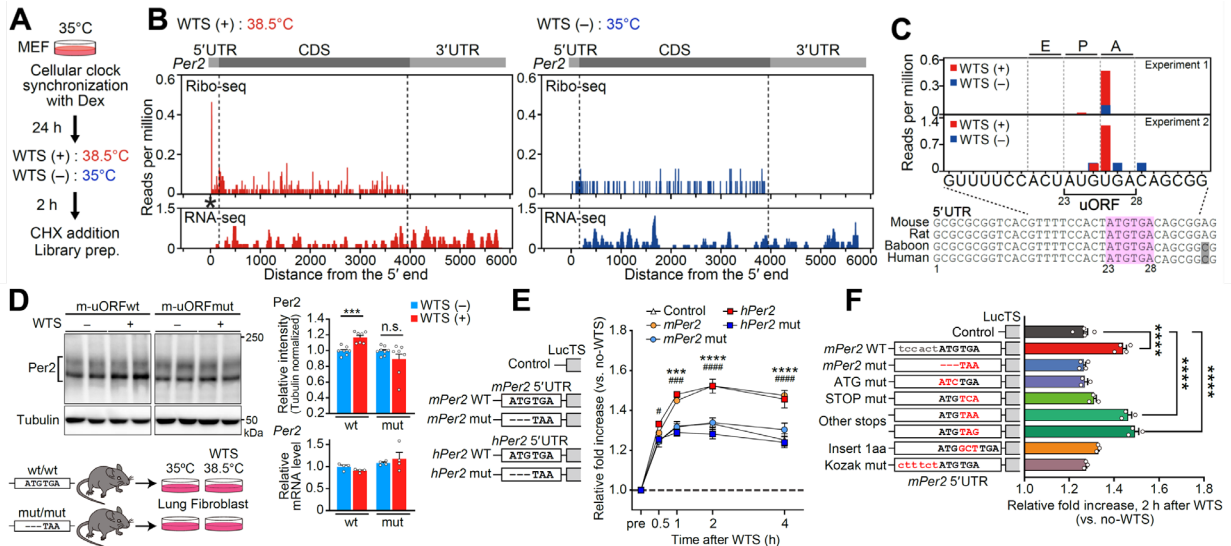 A
35°C
MEF
Cellular clock
synchronization
with Dex
24 h
WTS (+) : 38.5°C
WTS (–) : 35°C
2 h
CHX addition
Library prep.
B
WTS (+) : 38.5°C
5′UTR CDS 3′UTR
Per2
0.6
0.4
0.2
0
Ribo-seq
Reads per million
*
1.5
0
RNA-seq
0 1000 2000 3000 4000 5000 6000
Distance from the 5′ end
WTS (–) : 35°C
5′UTR CDS 3′UTR
Per2
0.6
0.4
0.2
0
Ribo-seq
1.5
0
RNA-seq
0 1000 2000 3000 4000 5000 6000
Distance from the 5′ end
C
E P A
Reads per million
0.6
0
WTS (+)
WTS (–)
Experiment 1
1.4
0
WTS (+)
WTS (–)
Experiment 2
GUUUUCCACUAUGUGACAGCGG
23 28
uORF
5′UTR
Mouse GCGCGCGGTCACGTTTTCCACTATGTGACAGCGGAG
Rat GCGCGCGGTCACGTTTTCCACTATGTGACAGCGGAG
Baboon GCGCGCGGTCACGTTTTCCACTATGTGACAGCGGCG
Human GCGCGCGGTCACGTTTTCCACTATGTGACAGCGGCG
1 23 28
D
m-uORFwt m-uORFmut
WTS – + – +
250
Per2
Tubulin
50
kDa
wt/wt
ATGTGA
mut/mut
---TAA
WTS
35°C 38.5°C
Lung Fibroblast
Per2
WTS (–)
WTS (+)
Relative intensity
(Tubulin normalized)
1.4
1.2
1.0
0.8
0.6
0.4
0.2
0
***
n.s.
wt mut
Per2
Relative
mRNA level
1.5
1.0
0.5
0
wt mut
E
LucTS
Control
mPer2 5′UTR
mPer2 WT ATGTGA
mPer2 mut ---TAA
hPer2 5′UTR
hPer2 WT ATGTGA
hPer2 mut ---TAA
Control
mPer2
mPer2 mut
hPer2
hPer2 mut
Relative fold increase (vs. no-WTS)
1.8
1.6
1.4
1.2
1.0
#
***
###
****
####
****
####
pre 0.5 1 2 4
Time after WTS (h)
F
LucTS
Control
mPer2 WT tccactATGTGA
mPer2 mut ---TAA
ATG mut ATCTGA
STOP mut ATGTCA
Other stops ATGTAA
ATGTAG
Insert 1aa ATGGCTTGA
Kozak mut ctttctATGTGA
mPer2 5′UTR
****
****
****
1.0 1.2 1.4 1.6 1.8
Relative fold increase, 2 h after WTS
(vs. no-WTS)